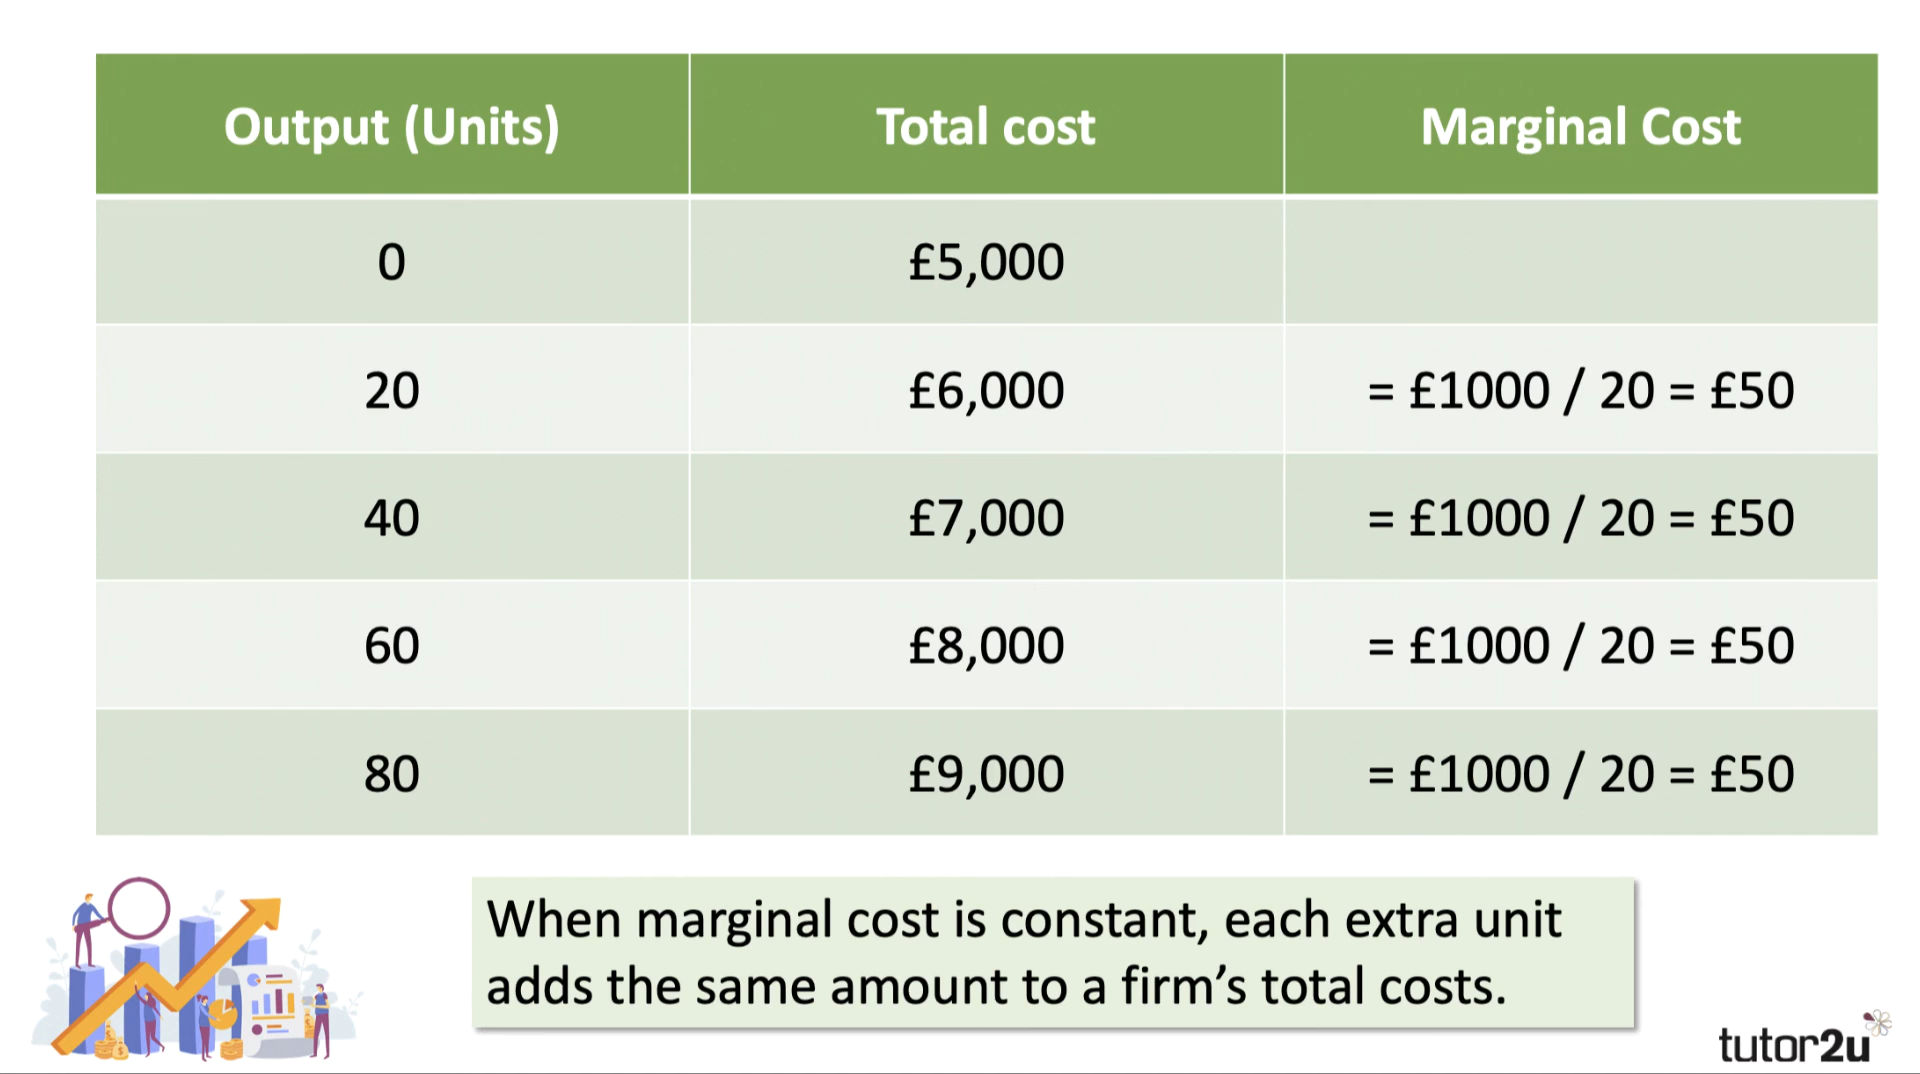 Output (Units) Total cost Marginal Cost
0 £5,000
20 £6,000 = £1000 / 20 = £50
40 £7,000 = £1000 / 20 = £50
60 £8,000 = £1000 / 20 = £50
80 £9,000 = £1000 / 20 = £50
When marginal cost is constant, each extra unit
adds the same amount to a firm’s total costs.
tutor2u